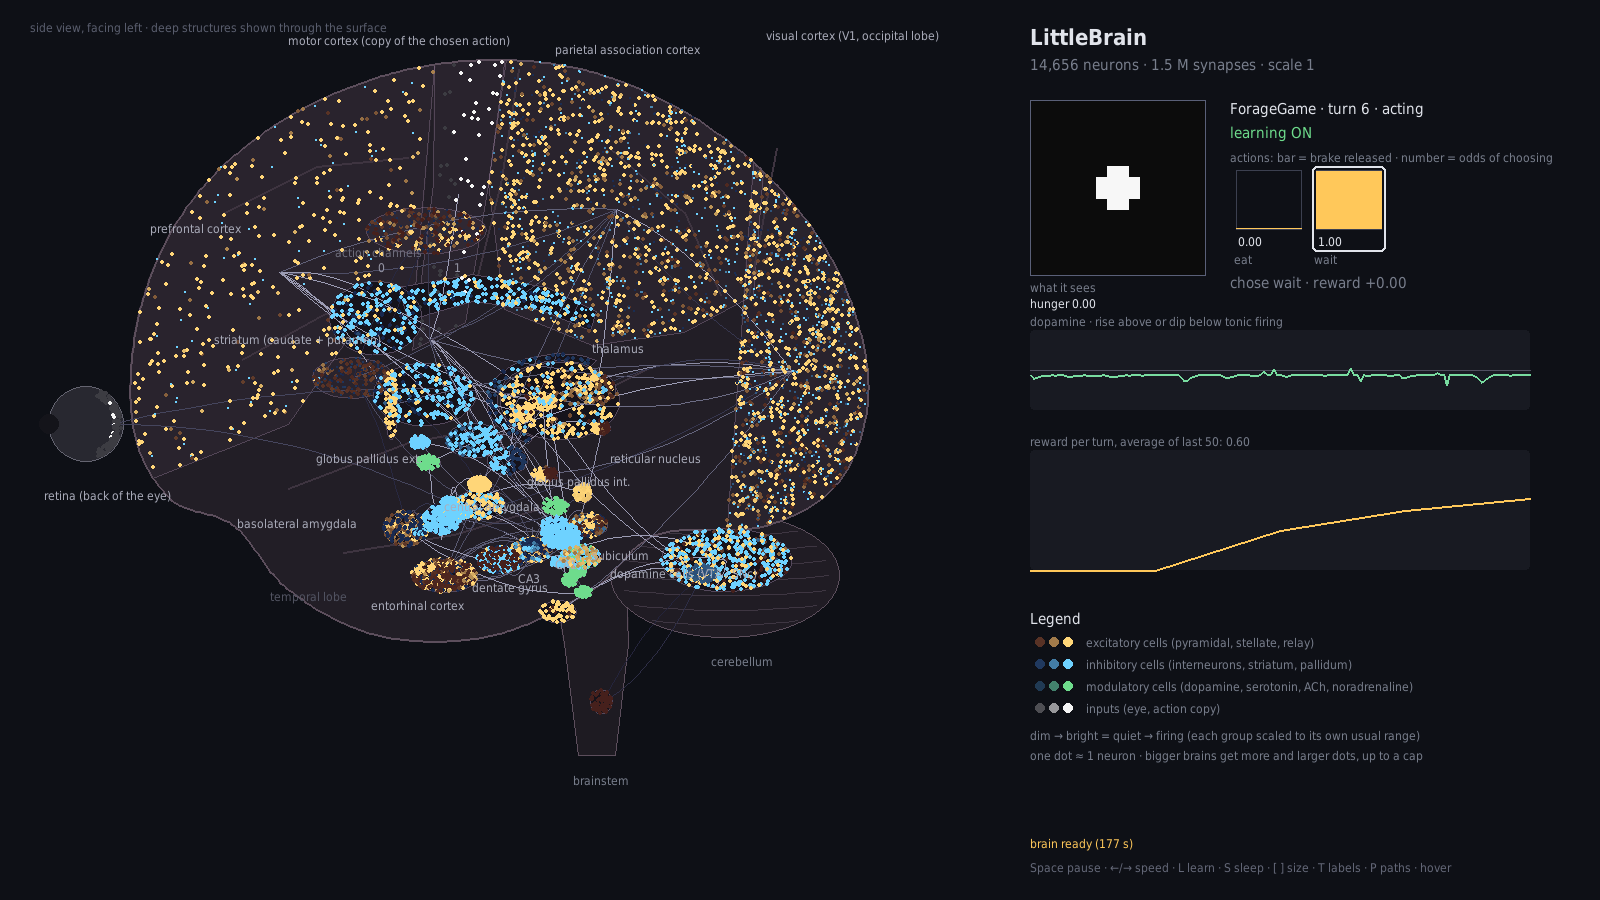 side view, facing left · deep structures shown through the surface
motor cortex (copy of the chosen action)
parietal association cortex
visual cortex (V1, occipital lobe)
prefrontal cortex
action channels
0 1
striatum (caudate + putamen)
thalamus
globus pallidus ext.
reticular nucleus
globus pallidus int.
retina (back of the eye)
amygdala
basolateral amygdala
subiculum
CA3
dopamine
dentate gyrus
temporal lobe
entorhinal cortex
cerebellum
brainstem
LittleBrain
14,656 neurons · 1.5 M synapses · scale 1
ForageGame · turn 6 · acting
learning ON
actions: bar = brake released · number = odds of choosing
0.00 1.00
eat wait
chose wait · reward +0.00
what it sees
hunger 0.00
dopamine · rise above or dip below tonic firing
reward per turn, average of last 50: 0.60
Legend
excitatory cells (pyramidal, stellate, relay)
inhibitory cells (interneurons, striatum, pallidum)
modulatory cells (dopamine, serotonin, ACh, noradrenaline)
inputs (eye, action copy)
dim → bright = quiet → firing (each group scaled to its own usual range)
one dot ≈ 1 neuron · bigger brains get more and larger dots, up to a cap
brain ready (177 s)
Space pause · ←/→ speed · L learn · S sleep · [ ] size · T labels · P paths · hover